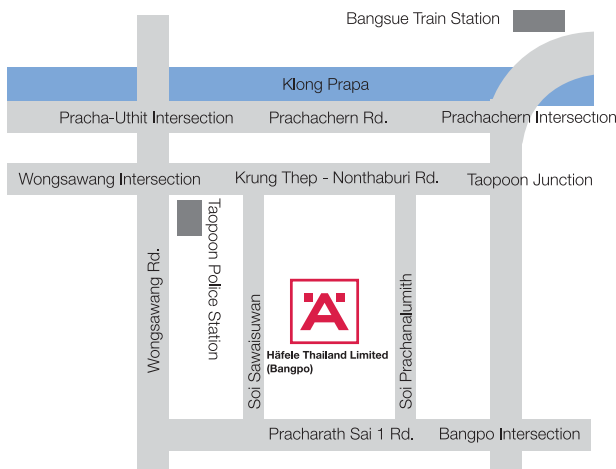 Bangsue Train Station
Klong Prapa
Pracha-Uthit Intersection
Prachachern Rd.
Prachachern Intersection
Wongsawang Intersection
Krung Thep - Nonthaburi Rd.
Taopoon Junction
Wongsawang Rd.
Taopoon Police Station
Soi Sawaisuwan
Ä
Häfele Thailand Limited
(Bangpo)
Soi Prachanalumith
Pracharath Sai 1 Rd.
Bangpo Intersection